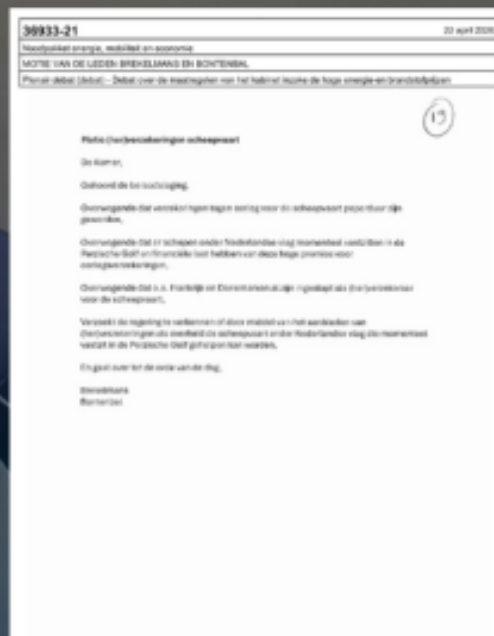 36933-21 22 april 2026
Noodpakket energie, mobiliteit en economie
MOTIE VAN DE LEDEN BREKELMANS EN BONTENBAL
Plenair debat (debat) - Debat over de maatregelen van het kabinet inzake de hoge energie-en brandstofprijzen
19
Motie (her)verzekeringen scheepvaart
De Kamer,
Gehoord de beraadslaging,
Overwegende dat verzekeringen tegen oorlog voor de scheepvaart peperduur zijn
geworden,
Overwegende dat er schepen onder Nederlandse vlag momenteel vastzitten in de
Perzische Golf en financiële last hebben van deze hoge premies voor
oorlogsverzekeringen,
Overwegende dat o.a. Frankrijk en Denemarken al zijn ingestapt als (her)verzekeraar
voor de scheepvaart,
Verzoekt de regering te verkennen of door middel van het aanbieden van
(her)verzekeringen als overheid de scheepvaart onder Nederlandse vlag die momenteel
vastzit in de Perzische Golf geholpen kan worden,
En gaat over tot de orde van de dag,
Brekelmans
Bontenbal